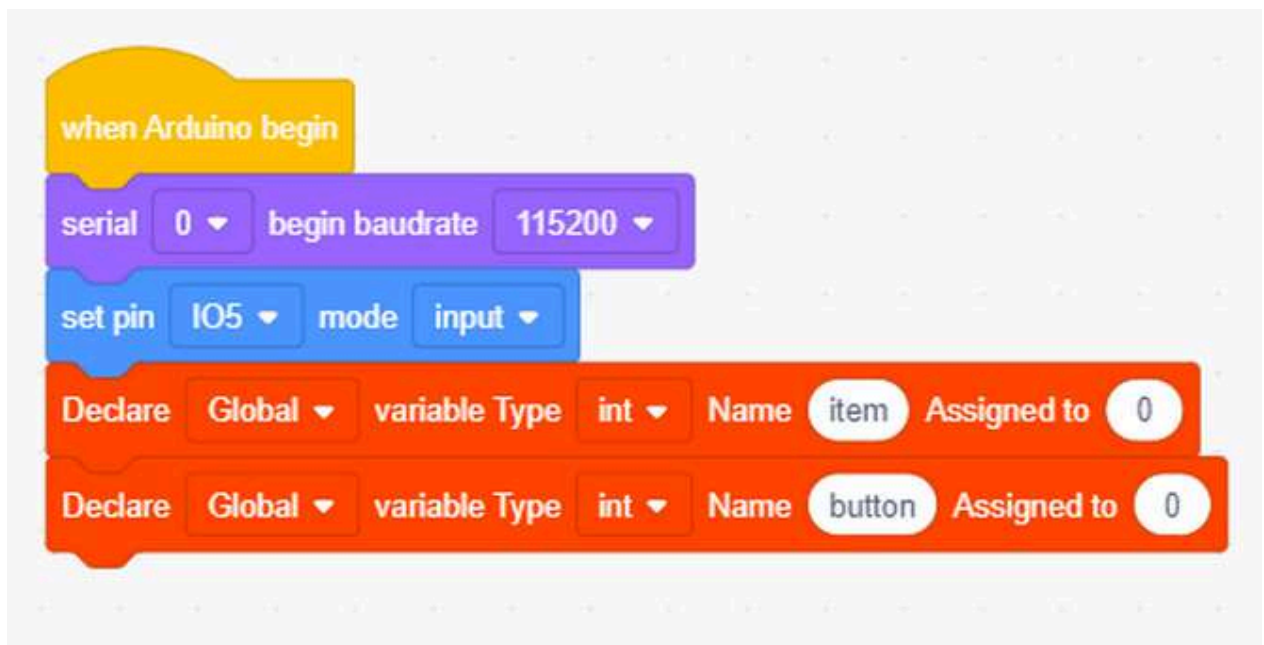 when Arduino begin
serial 0 begin baudrate 115200
set pin IO5 mode input
Declare Global variable Type int Name item Assigned to 0
Declare Global variable Type int Name button Assigned to 0